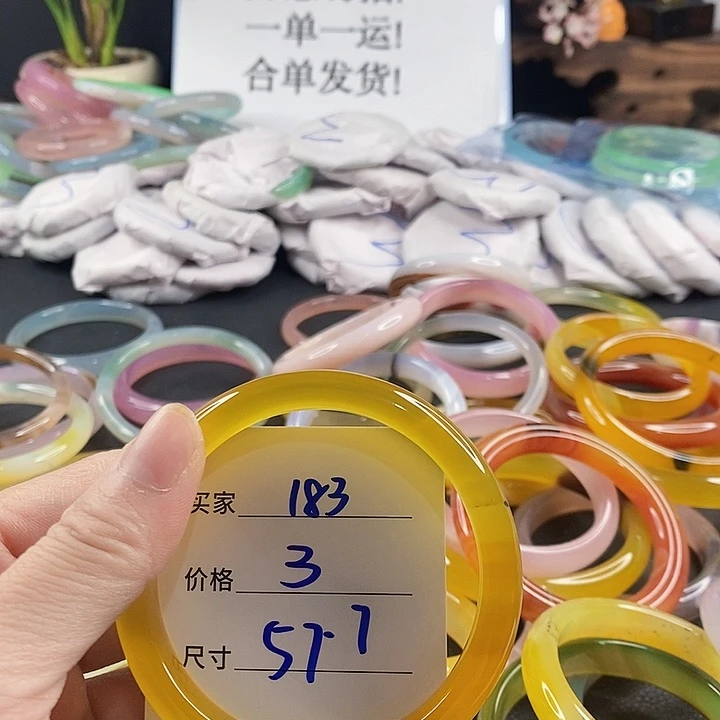 一单一运!
合单发货!
买家 183
价格 3
尺寸 57.7